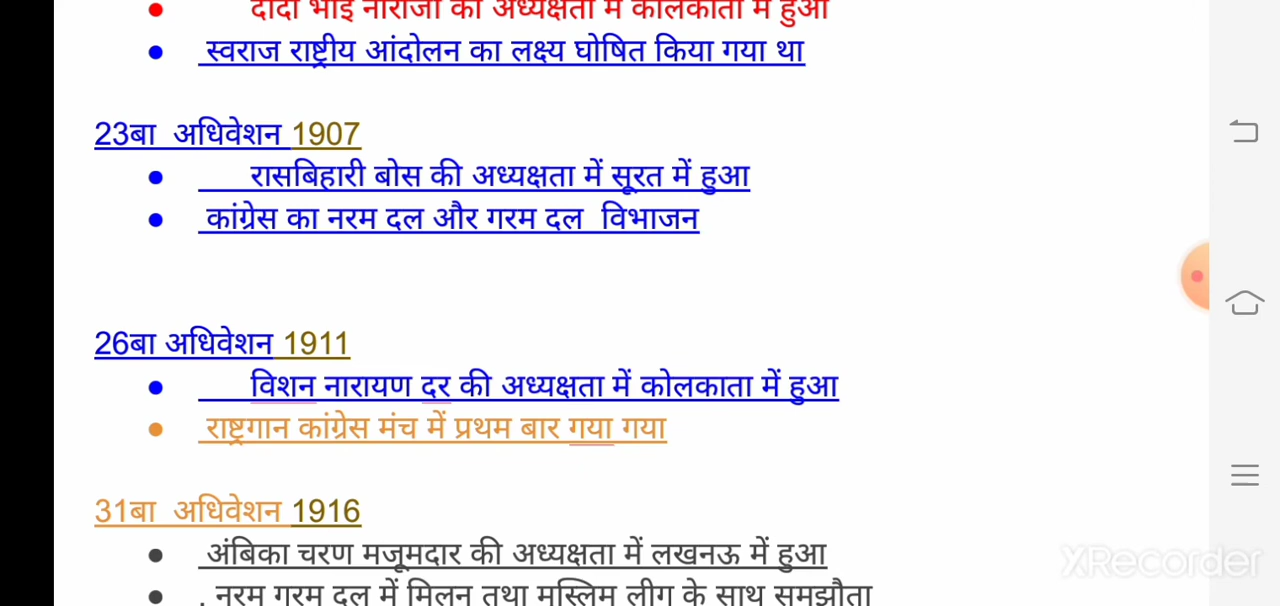 दादा भाई नारोजी की अध्यक्षता में कोलकाता में हुआ
स्वराज राष्ट्रीय आंदोलन का लक्ष्य घोषित किया गया था
23बा अधिवेशन 1907
रासबिहारी बोस की अध्यक्षता में सूरत में हुआ
कांग्रेस का नरम दल और गरम दल विभाजन
26बा अधिवेशन 1911
विशन नारायण दर की अध्यक्षता में कोलकाता में हुआ
राष्ट्रगान कांग्रेस मंच में प्रथम बार गया गया
31बा अधिवेशन 1916
अंबिका चरण मजूमदार की अध्यक्षता में लखनऊ में हुआ
. नरम गरम दल में मिलन तथा मुस्लिम लीग के साथ समझौता
XRecorder